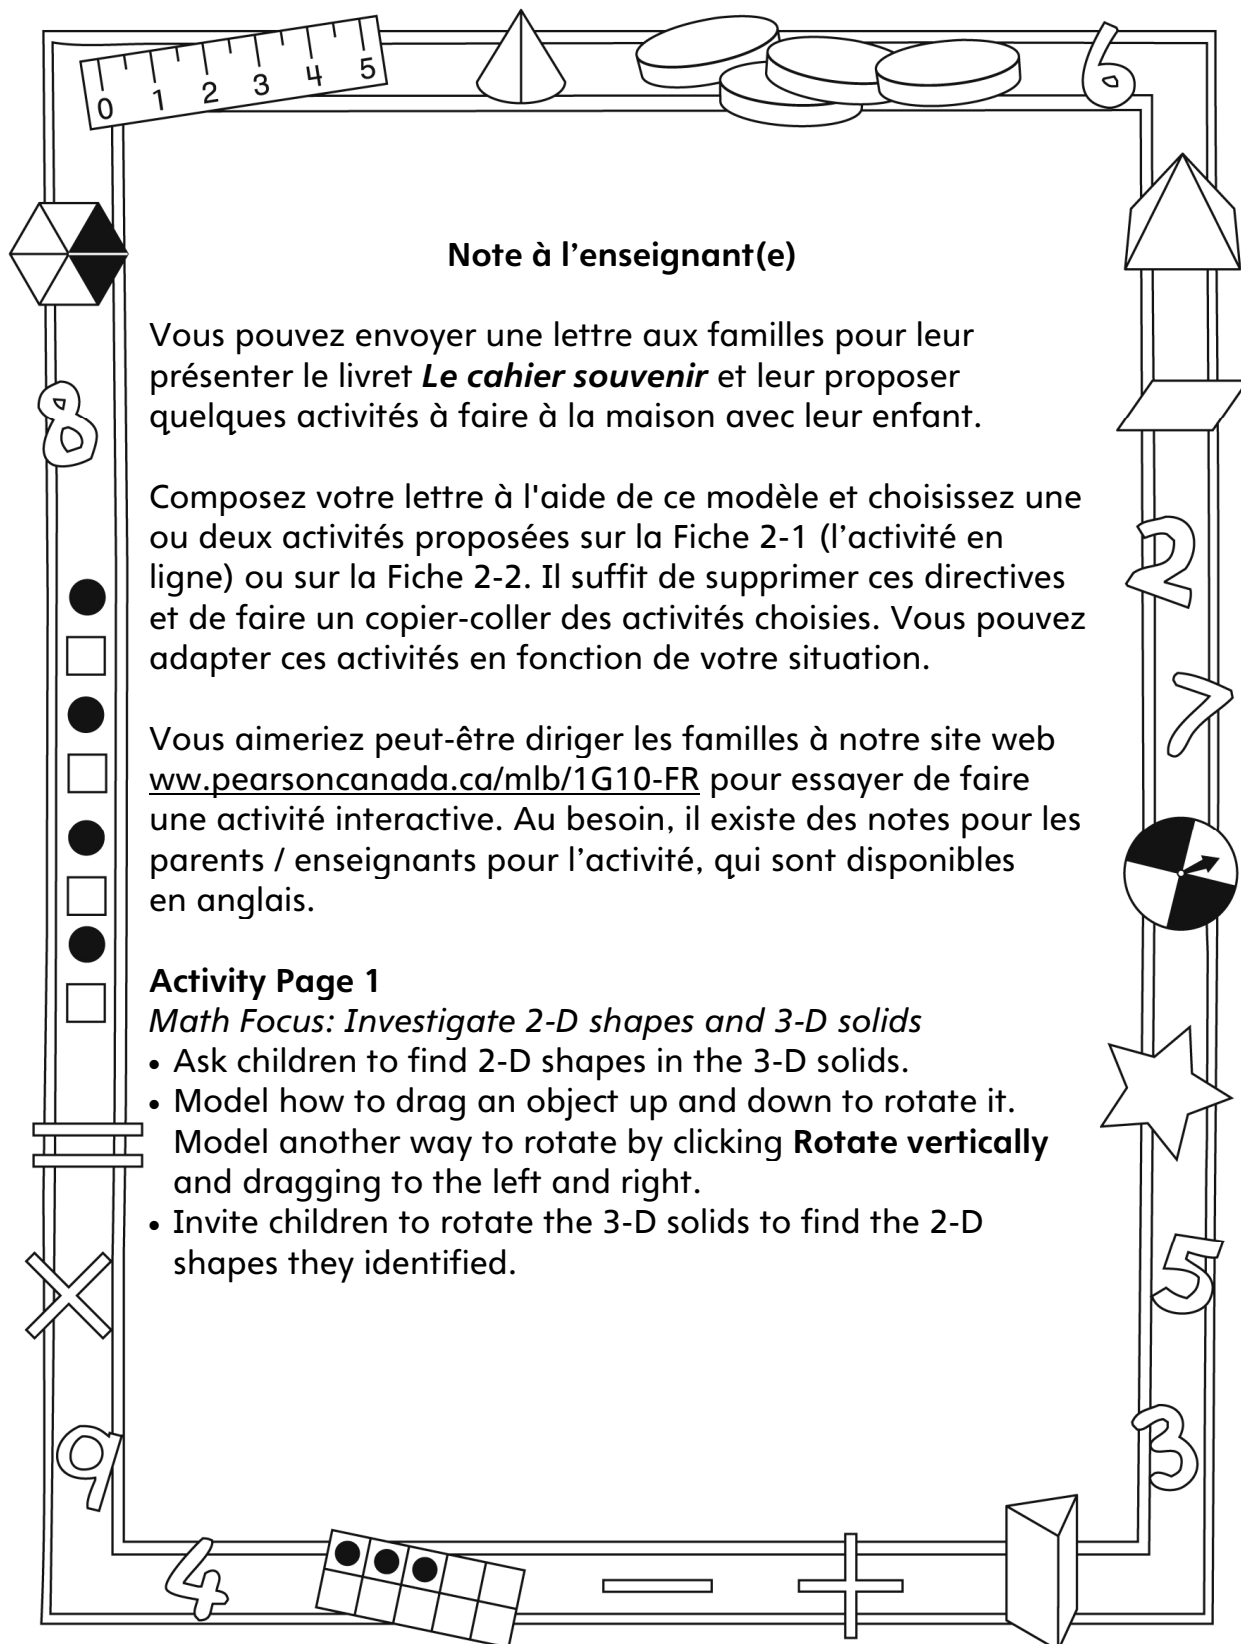 0 1 2 3 4 5
6
Note à l’enseignant(e)
Vous pouvez envoyer une lettre aux familles pour leur
présenter le livret Le cahier souvenir et leur proposer
quelques activités à faire à la maison avec leur enfant.
8
Composez votre lettre à l'aide de ce modèle et choisissez une
ou deux activités proposées sur la Fiche 2-1 (l’activité en
ligne) ou sur la Fiche 2-2. Il suffit de supprimer ces directives
et de faire un copier-coller des activités choisies. Vous pouvez
adapter ces activités en fonction de votre situation.
2
7
Vous aimeriez peut-être diriger les familles à notre site web
ww.pearsoncanada.ca/mlb/1G10-FR pour essayer de faire
une activité interactive. Au besoin, il existe des notes pour les
parents / enseignants pour l’activité, qui sont disponibles
en anglais.
Activity Page 1
Math Focus: Investigate 2-D shapes and 3-D solids
• Ask children to find 2-D shapes in the 3-D solids.
• Model how to drag an object up and down to rotate it.
Model another way to rotate by clicking Rotate vertically
and dragging to the left and right.
• Invite children to rotate the 3-D solids to find the 2-D
shapes they identified.
=
×
5
9
3
4
− +